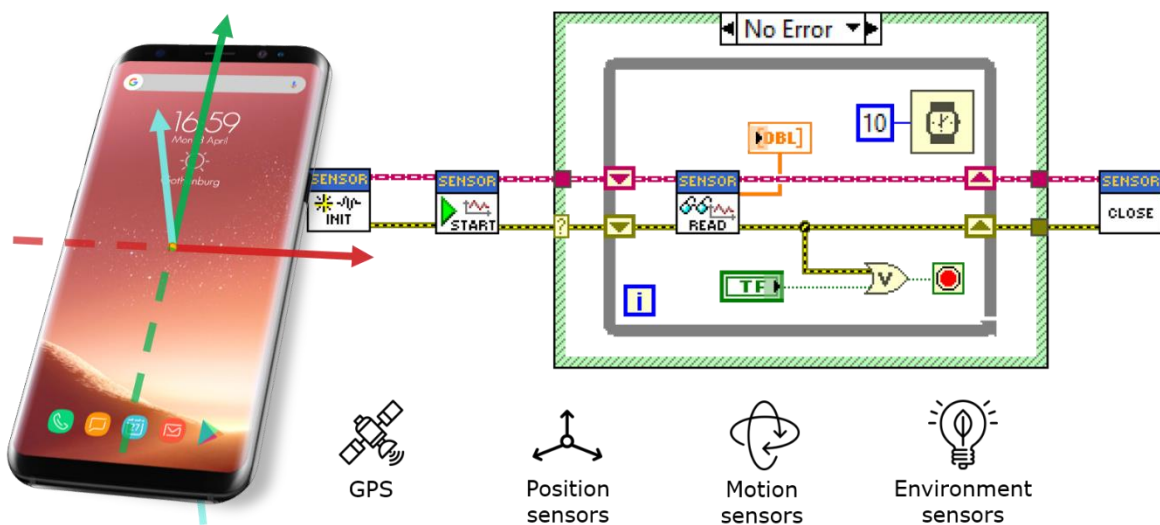 No Error
16:59
SENSOR
INIT
SENSOR
START
?
SENSOR
READ
DBL]
10
TF
V
i
SENSOR
CLOSE
GPS
Position
sensors
Motion
sensors
Environment
sensors